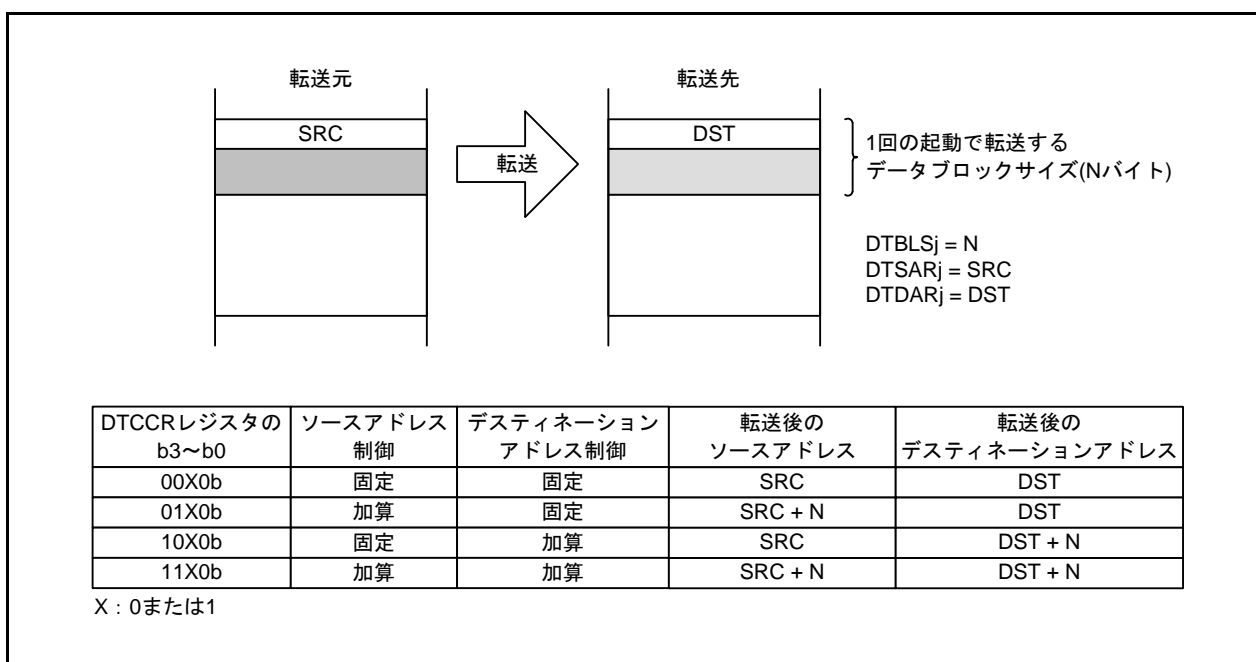 転送元
転送先
SRC
DST
転送
1回の起動で転送する
データブロックサイズ(Nバイト)
DTBLSj = N
DTSARj = SRC
DTDARj = DST
DTCCRレジスタの b3～b0 ソースアドレス 制御 デスティネーション アドレス制御 転送後の ソースアドレス 転送後の デスティネーションアドレス
00X0b 固定 固定 SRC DST
01X0b 加算 固定 SRC + N DST
10X0b 固定 加算 SRC DST + N
11X0b 加算 加算 SRC + N DST + N
X：0または1